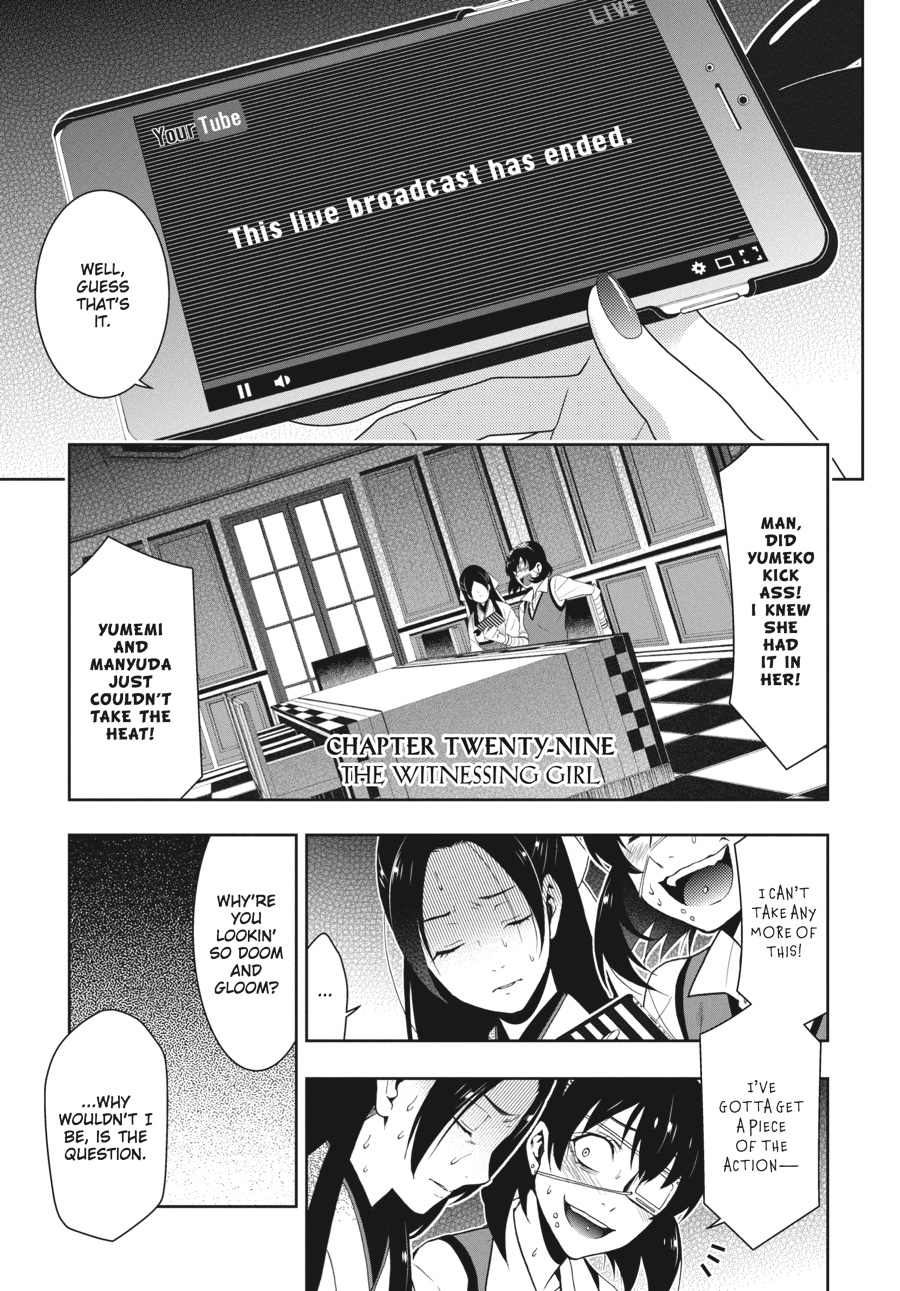 LIVE
YourTube
This live broadcast has ended.
WELL,
GUESS
THAT'S
IT.
MAN,
DID
YUMEKO
KICK
ASS!
I KNEW
SHE
HAD
IT IN
HER!
YUMEMI
AND
MANYUDA
JUST
COULDN'T
TAKE THE
HEAT!
CHAPTER TWENTY-NINE
THE WITNESSING GIRL
I CAN'T
TAKE ANY
MORE OF
THIS!
...
WHY'RE
YOU
LOOKIN'
SO DOOM
AND
GLOOM?
I'VE
GOTTA GET
A PIECE
OF THE
ACTION—
...WHY
WOULDN'T I
BE, IS THE
QUESTION.